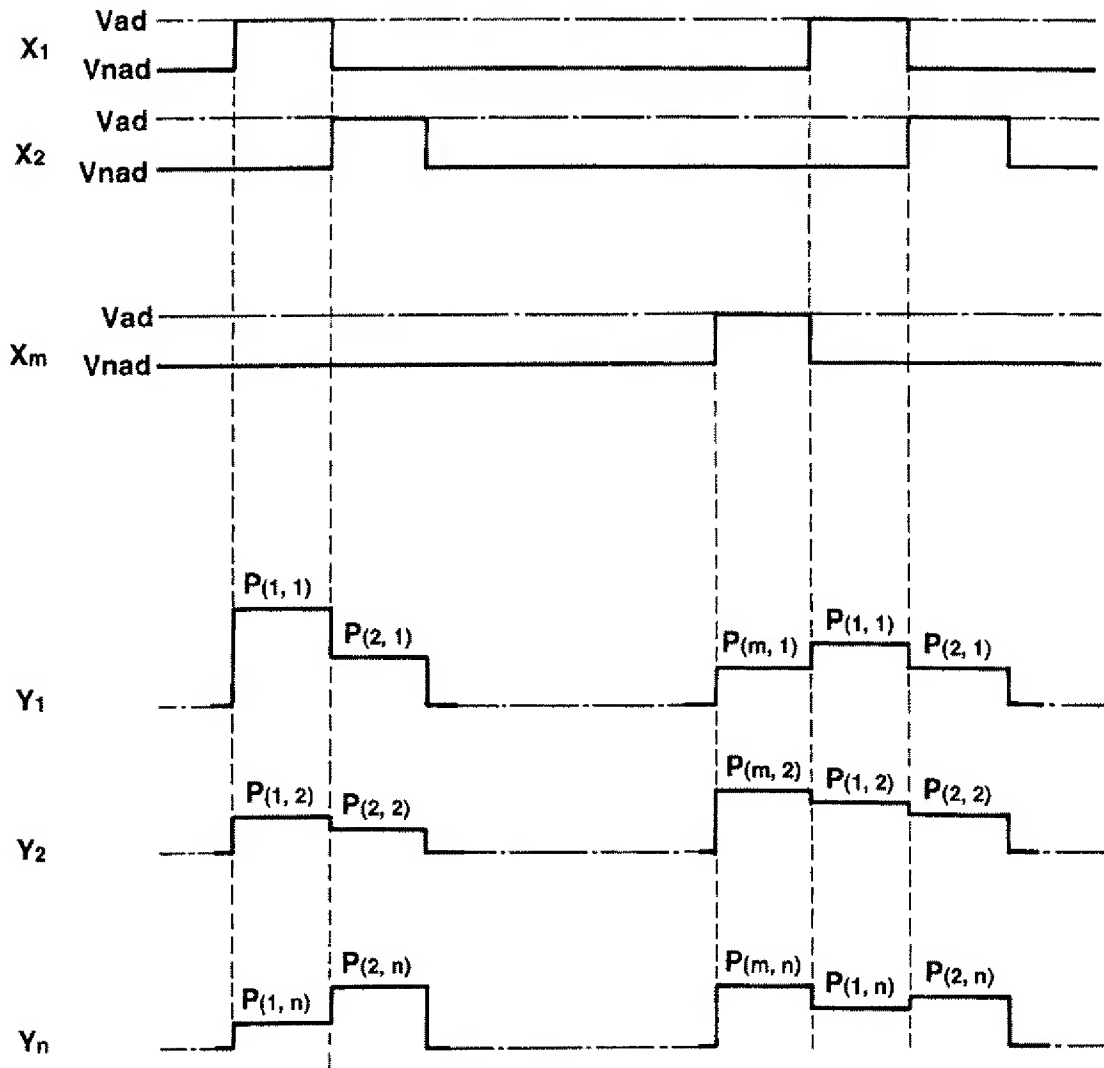 Vad
X1
Vnad
Vad
X2
Vnad
Vad
Xm
Vnad
P(1, 1)
P(2, 1)
P(m, 1)
P(1, 1)
P(2, 1)
Y1
P(1, 2)
P(2, 2)
P(m, 2)
P(1, 2)
P(2, 2)
Y2
P(1, n)
P(2, n)
P(m, n)
P(1, n)
P(2, n)
Yn